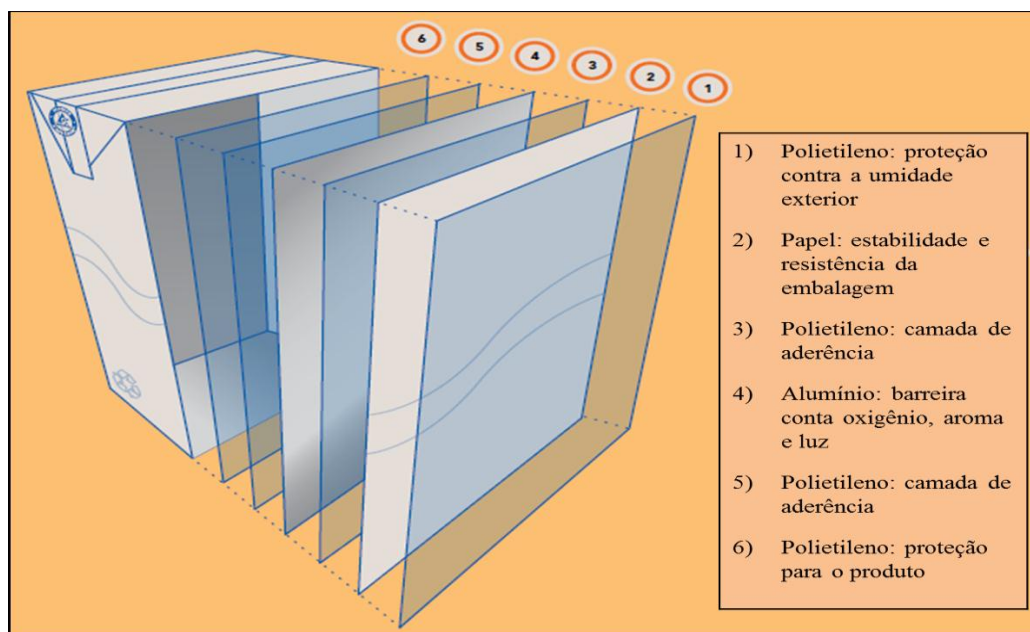 6
5
4
3
2
1
1) Polietileno: proteção
contra a umidade
exterior
2) Papel: estabilidade e
resistência da
embalagem
3) Polietileno: camada de
aderência
4) Alumínio: barreira
conta oxigênio, aroma
e luz
5) Polietileno: camada de
aderência
6) Polietileno: proteção
para o produto